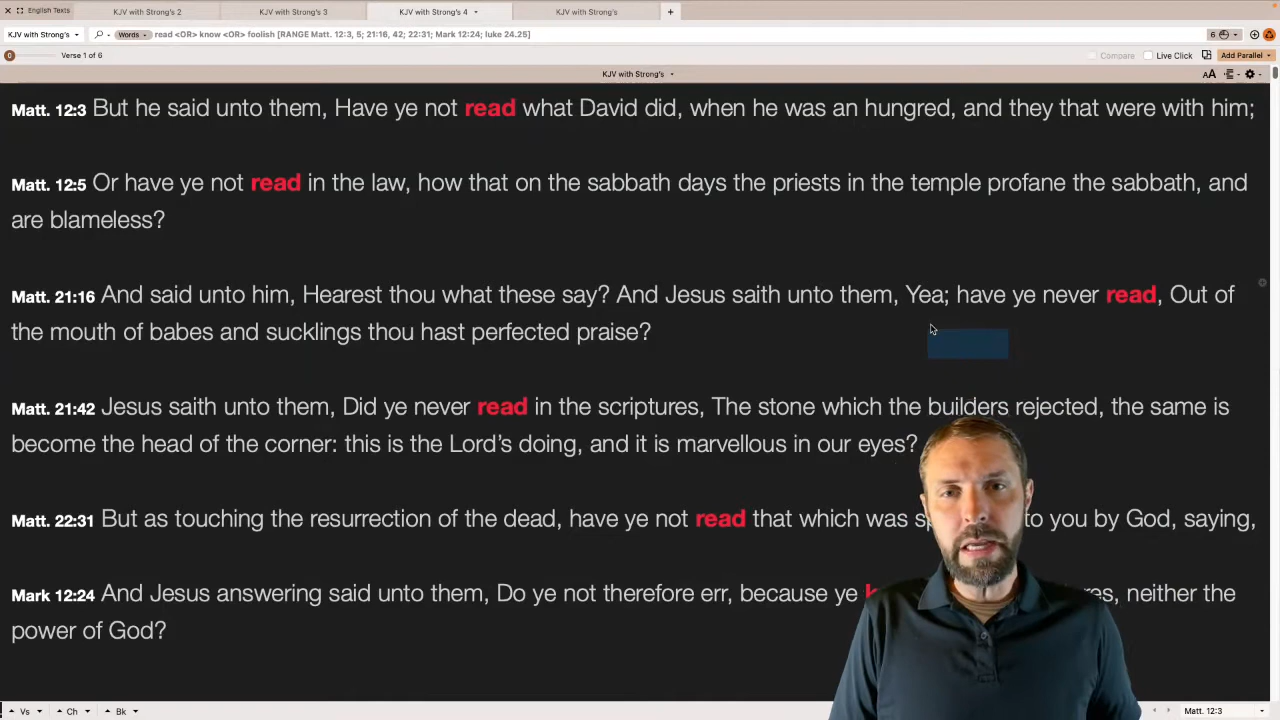 English Texts
KJV with Strong's 2
KJV with Strong's 3
KJV with Strong's 4
KJV with Strong's
KJV with Strong's
Words
read <OR> know <OR> foolish [RANGE Matt. 12:3, 5; 21:16, 42; 22:31; Mark 12:24; luke 24.25]
6
0
Verse 1 of 6
Compare
Live Click
Add Parallel
KJV with Strong's
AA
Matt. 12:3 But he said unto them, Have ye not read what David did, when he was an hungred, and they that were with him;
Matt. 12:5 Or have ye not read in the law, how that on the sabbath days the priests in the temple profane the sabbath, and
are blameless?
Matt. 21:16 And said unto him, Hearest thou what these say? And Jesus saith unto them, Yea; have ye never read, Out of
the mouth of babes and sucklings thou hast perfected praise?
Matt. 21:42 Jesus saith unto them, Did ye never read in the scriptures, The stone which the builders rejected, the same is
become the head of the corner: this is the Lord's doing, and it is marvellous in our eyes?
Matt. 22:31 But as touching the resurrection of the dead, have ye not read that which was to you by God, saying,
Mark 12:24 And Jesus answering said unto them, Do ye not therefore err, because ye neither the
power of God?
Vs
Ch
Bk
Matt. 12:3